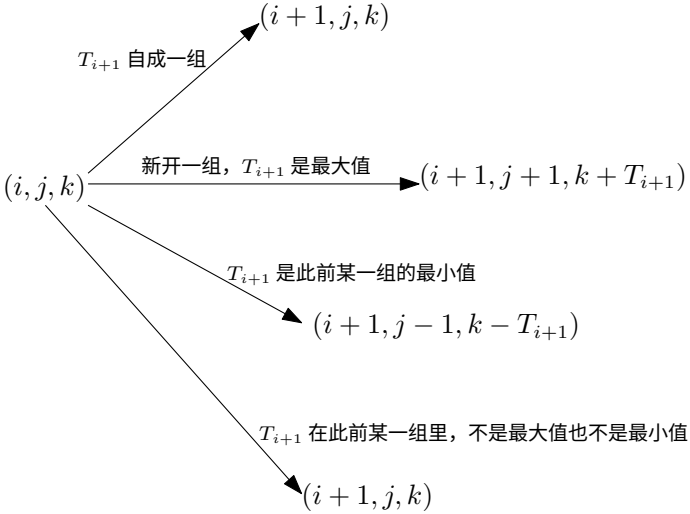 (i + 1, j, k)
T_{i+1} 自成一组
新开一组，T_{i+1} 是最大值
(i, j, k)
(i + 1, j + 1, k + T_{i+1})
T_{i+1} 是此前某一组的最小值
(i + 1, j − 1, k − T_{i+1})
T_{i+1} 在此前某一组里，不是最大值也不是最小值
(i + 1, j, k)